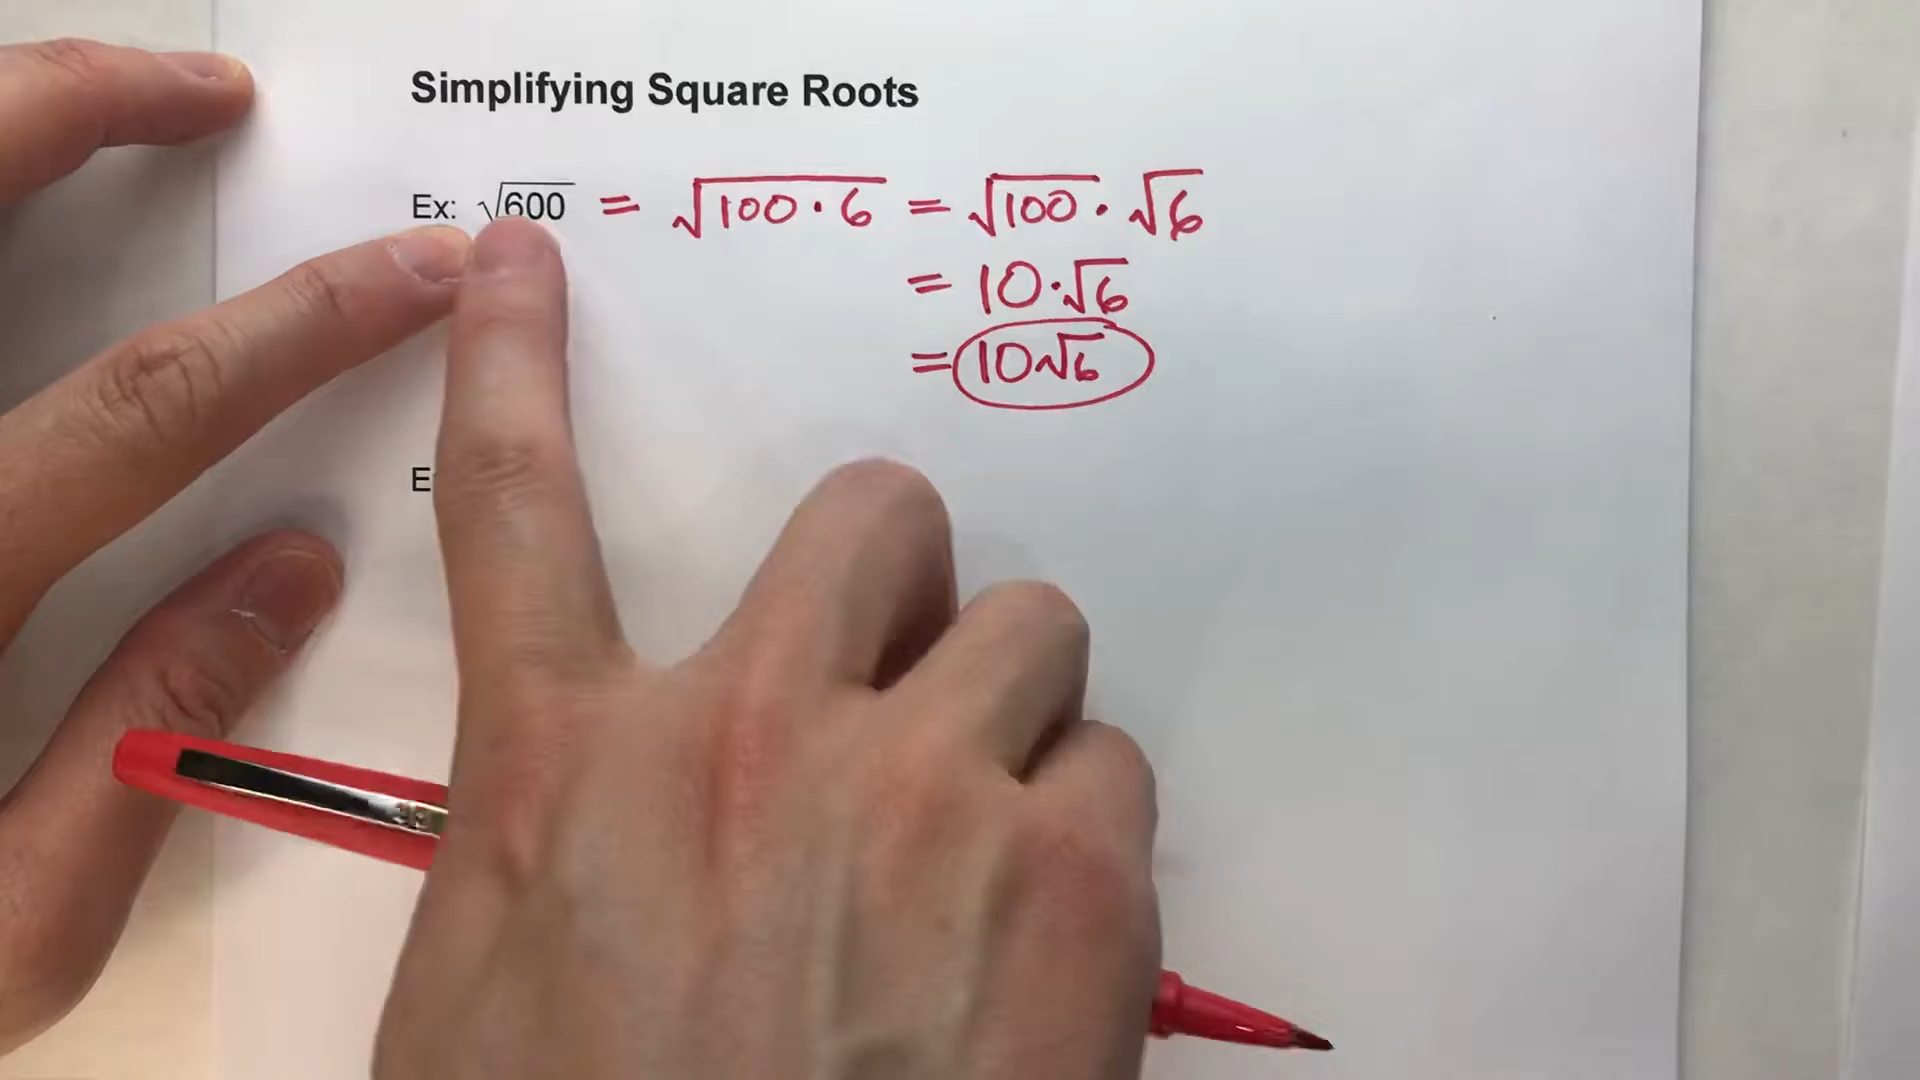 Simplifying Square Roots
Ex: √600 = √100·6 = √100·√6
= 10·√6
= 10√6